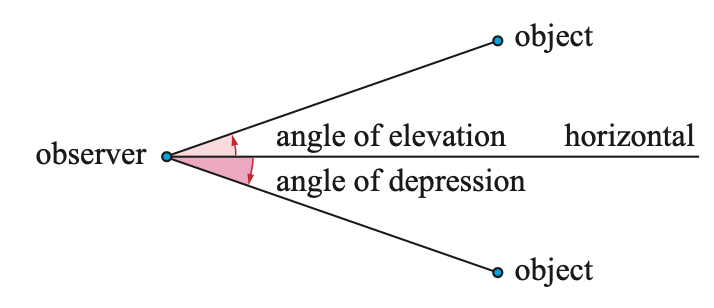 object
angle of elevation horizontal
observer
angle of depression
object